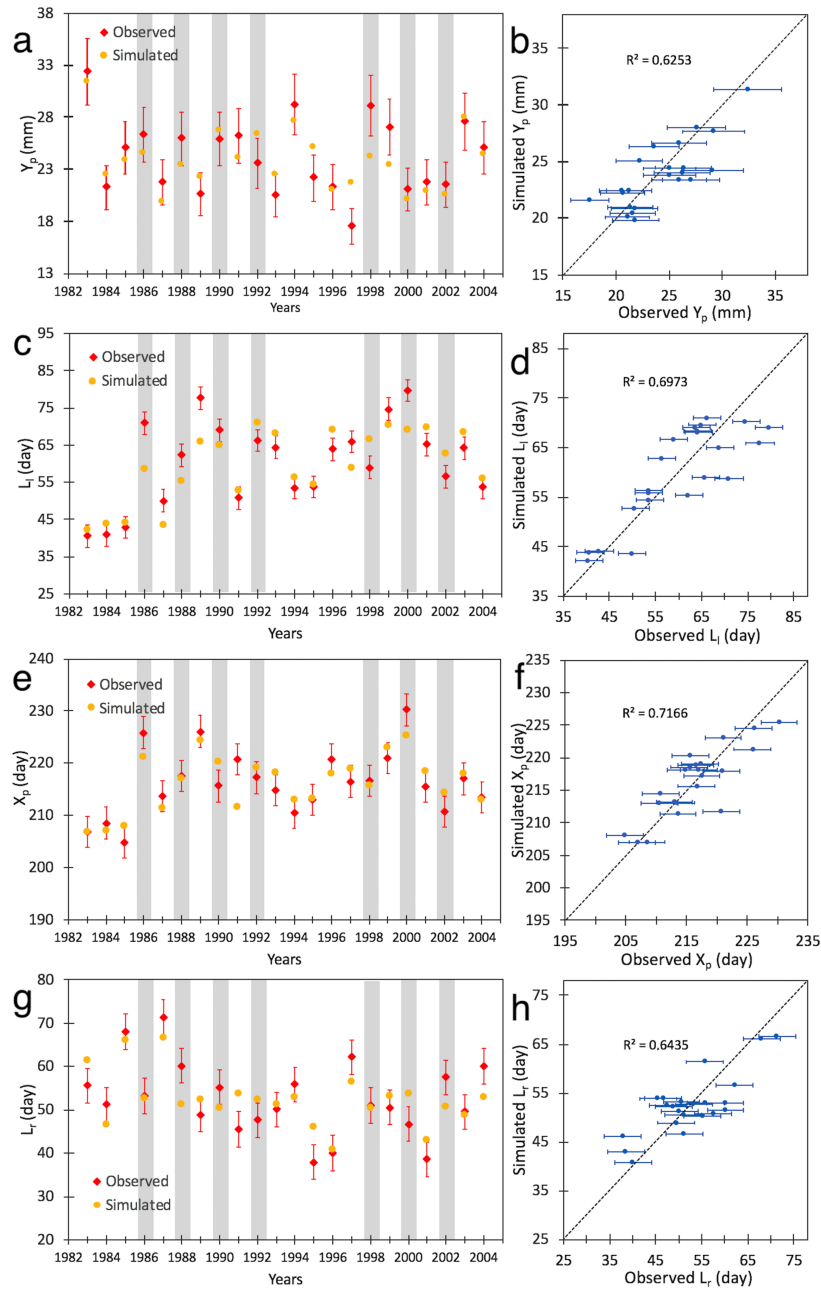 a
38
33
28
23
18
13
Yp (mm)
Observed
Simulated
1982 1984 1986 1988 1990 1992 1994 1996 1998 2000 2002 2004
Years
b
R² = 0,6253
35
30
25
20
15
Simulated Yp (mm)
15 20 25 30 35
Observed Yp (mm)
c
95
85
75
65
55
45
35
25
Ll (day)
Observed
Simulated
1982 1984 1986 1988 1990 1992 1994 1996 1998 2000 2002 2004
Years
d
R² = 0,6973
85
75
65
55
45
35
Simulated Ll (day)
35 45 55 65 75 85
Observed Ll (day)
e
240
230
220
210
200
190
Xp (day)
Observed
Simulated
1982 1984 1986 1988 1990 1992 1994 1996 1998 2000 2002 2004
Years
f
R² = 0,7166
235
230
225
220
215
210
205
200
195
Simulated Xp (day)
195 205 215 225 235
Observed Xp (day)
g
80
70
60
50
40
30
20
Lr (day)
Observed
Simulated
1982 1984 1986 1988 1990 1992 1994 1996 1998 2000 2002 2004
Years
h
R² = 0,6435
75
65
55
45
35
25
Simulated Lr (day)
25 35 45 55 65 75
Observed Lr (day)